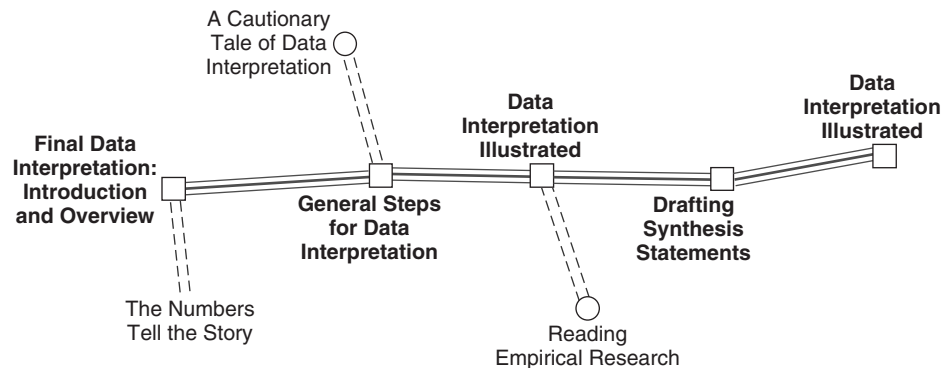 A Cautionary
Tale of Data
Interpretation
Final Data
Interpretation:
Introduction
and Overview
The Numbers
Tell the Story
General Steps
for Data
Interpretation
Data
Interpretation
Illustrated
Reading
Empirical Research
Drafting
Synthesis
Statements
Data
Interpretation
Illustrated